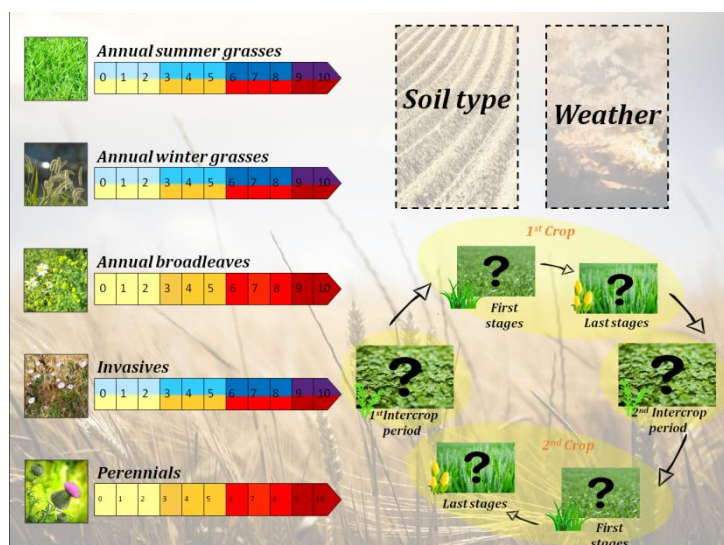 Annual summer grasses
0 1 2 3 4 5 6 7 8 9 10
Annual winter grasses
0 1 2 3 4 5 6 7 8 9 10
Annual broadleaves
0 1 2 3 4 5 6 7 8 9 10
Invasives
0 1 2 3 4 5 6 7 8 9 10
Perennials
0 1 2 3 4 5 6 7 8 9 10
Soil type
Weather
1st Crop
?
First
stages
?
Last stages
?
1st Intercrop
period
?
2nd Intercrop
period
2nd Crop
?
Last stages
?
First
stages